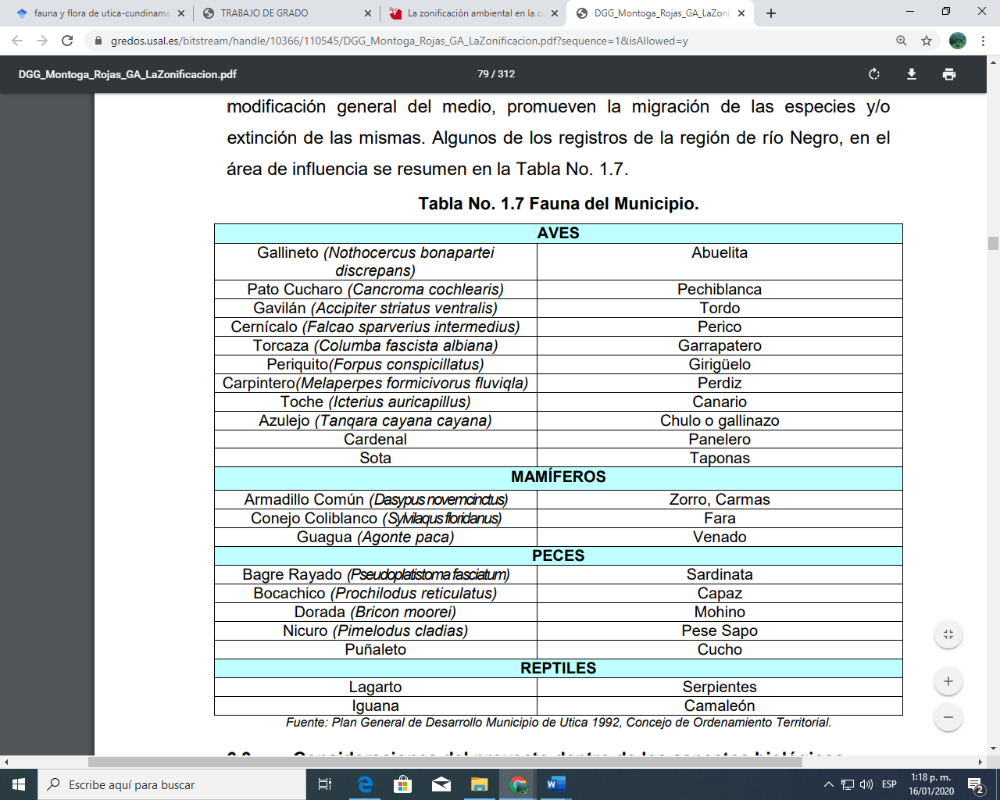 fauna y flora de utica-cundinama
TRABAJO DE GRADO
La zonificación ambiental en la cu
DGG_Montoga_Rojas_GA_LaZoni
gredos.usal.es/bitstream/handle/10366/110545/DGG_Montoga_Rojas_GA_LaZonificacion.pdf?sequence=1&isAllowed=y
DGG_Montoga_Rojas_GA_LaZonificacion.pdf
79 / 312
modificación general del medio, promueven la migración de las especies y/o
extinción de las mismas. Algunos de los registros de la región de río Negro, en el
área de influencia se resumen en la Tabla No. 1.7.
Tabla No. 1.7 Fauna del Municipio.
AVES
Gallineto (Nothocercus bonapartei
discrepans)
Abuelita
Pato Cucharo (Cancroma cochlearis)
Pechiblanca
Gavilán (Accipiter striatus ventralis)
Tordo
Cernícalo (Falcao sparverius intermedius)
Perico
Torcaza (Columba fascista albiana)
Garrapatero
Periquito(Forpus conspicillatus)
Girigüelo
Carpintero(Melaperpes formicivorus fluviqla)
Perdiz
Toche (Icterius auricapillus)
Canario
Azulejo (Tanqara cayana cayana)
Chulo o gallinazo
Cardenal
Panelero
Sota
Taponas
MAMÍFEROS
Armadillo Común (Dasypus novemcinctus)
Zorro, Carmas
Conejo Coliblanco (Sylvilaqus floridanus)
Fara
Guagua (Agonte paca)
Venado
PECES
Bagre Rayado (Pseudoplatistoma fasciatum)
Sardinata
Bocachico (Prochilodus reticulatus)
Capaz
Dorada (Bricon moorei)
Mohino
Nicuro (Pimelodus cladias)
Pese Sapo
Puñaleto
Cucho
REPTILES
Lagarto
Serpientes
Iguana
Camaleón
Fuente: Plan General de Desarrollo Municipio de Utica 1992, Concejo de Ordenamiento Territorial.
Consideraciones del proyecto dentro de los aspectos biológicos
Escribe aquí para buscar
ESP
1:18 p. m.
16/01/2020
2